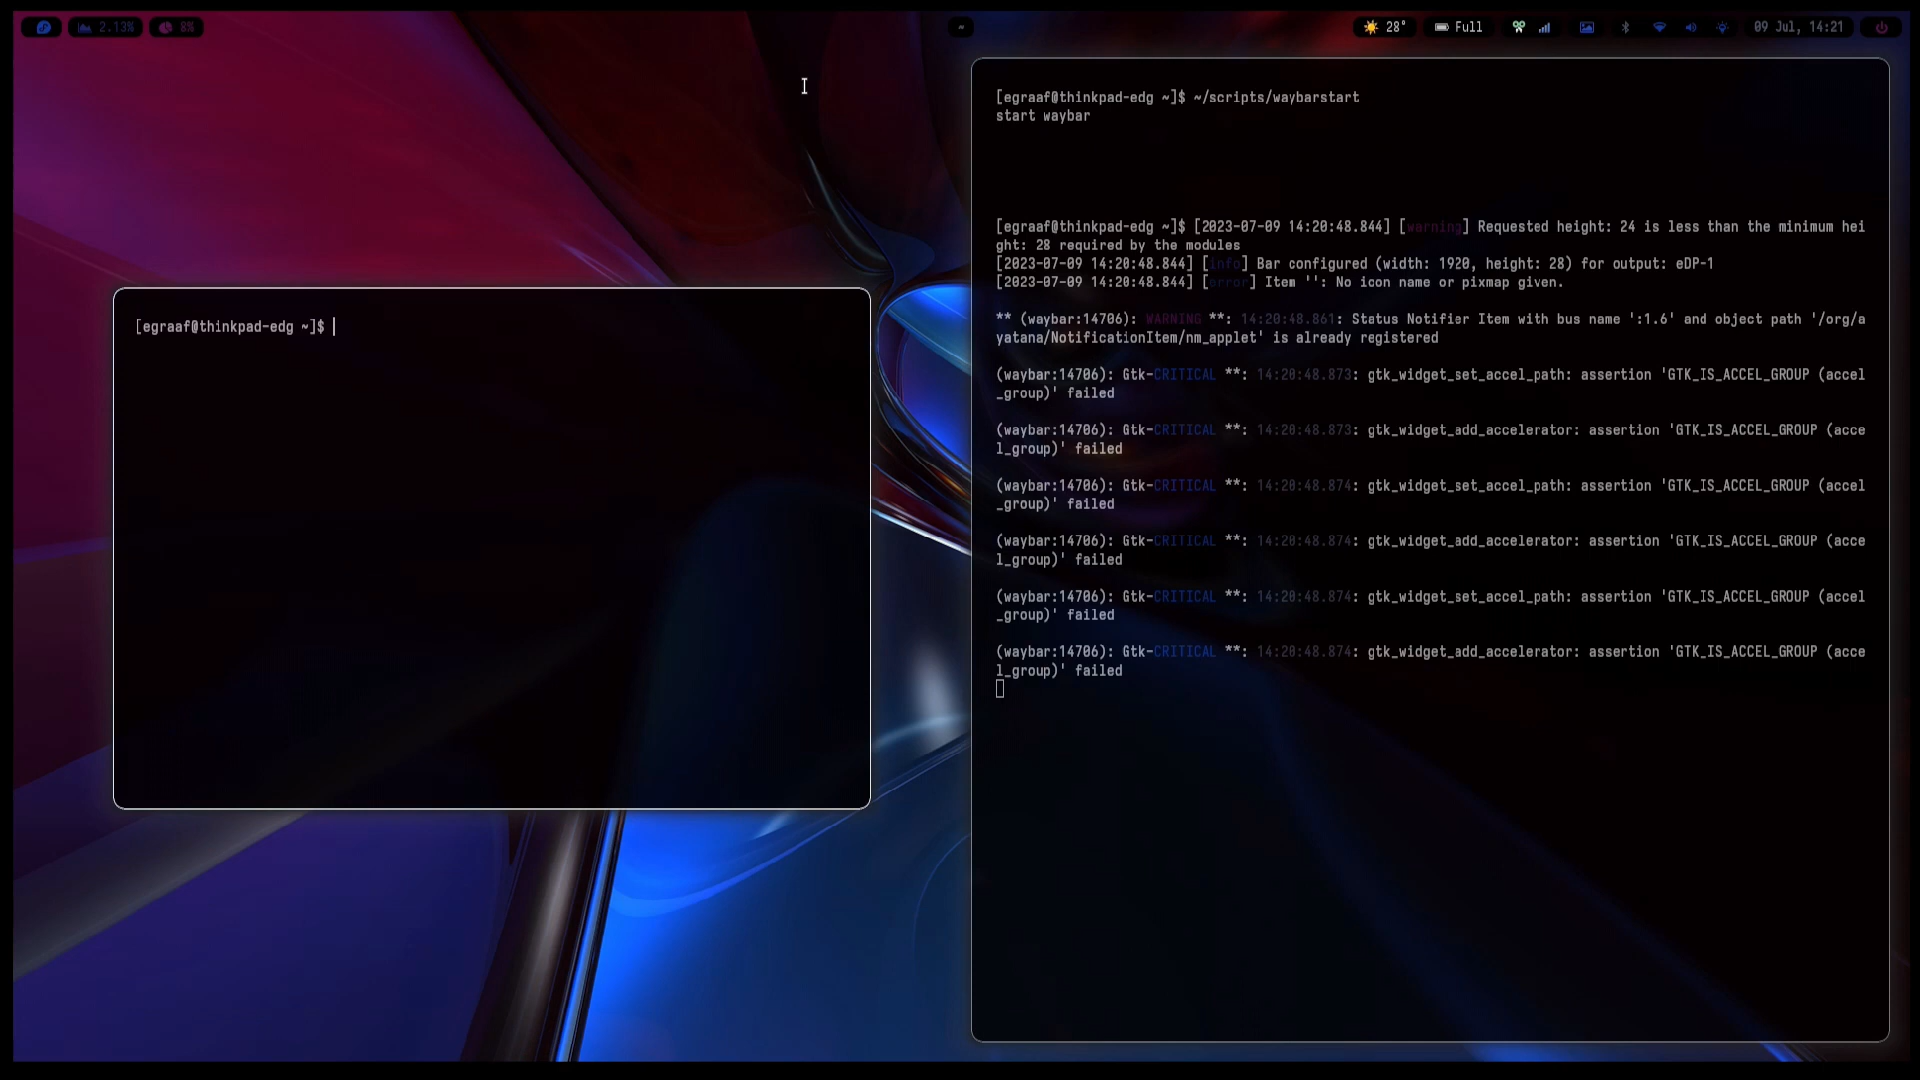 2.13%
8%
~
28°
Full
09 Jul, 14:21
[egraaf@thinkpad-edg ~]$
[egraaf@thinkpad-edg ~]$ ~/scripts/waybarstart
start waybar
[egraaf@thinkpad-edg ~]$ [2023-07-09 14:20:48.844] [warning] Requested height: 24 is less than the minimum hei
ght: 28 required by the modules
[2023-07-09 14:20:48.844] [info] Bar configured (width: 1920, height: 28) for output: eDP-1
[2023-07-09 14:20:48.844] [error] Item '': No icon name or pixmap given.
** (waybar:14706): WARNING **: 14:20:48.861: Status Notifier Item with bus name ':1.6' and object path '/org/a
yatana/NotificationItem/nm_applet' is already registered
(waybar:14706): Gtk-CRITICAL **: 14:20:48.873: gtk_widget_set_accel_path: assertion 'GTK_IS_ACCEL_GROUP (accel
_group)' failed
(waybar:14706): Gtk-CRITICAL **: 14:20:48.873: gtk_widget_add_accelerator: assertion 'GTK_IS_ACCEL_GROUP (acce
l_group)' failed
(waybar:14706): Gtk-CRITICAL **: 14:20:48.874: gtk_widget_set_accel_path: assertion 'GTK_IS_ACCEL_GROUP (accel
_group)' failed
(waybar:14706): Gtk-CRITICAL **: 14:20:48.874: gtk_widget_add_accelerator: assertion 'GTK_IS_ACCEL_GROUP (acce
l_group)' failed
(waybar:14706): Gtk-CRITICAL **: 14:20:48.874: gtk_widget_set_accel_path: assertion 'GTK_IS_ACCEL_GROUP (accel
_group)' failed
(waybar:14706): Gtk-CRITICAL **: 14:20:48.874: gtk_widget_add_accelerator: assertion 'GTK_IS_ACCEL_GROUP (acce
l_group)' failed